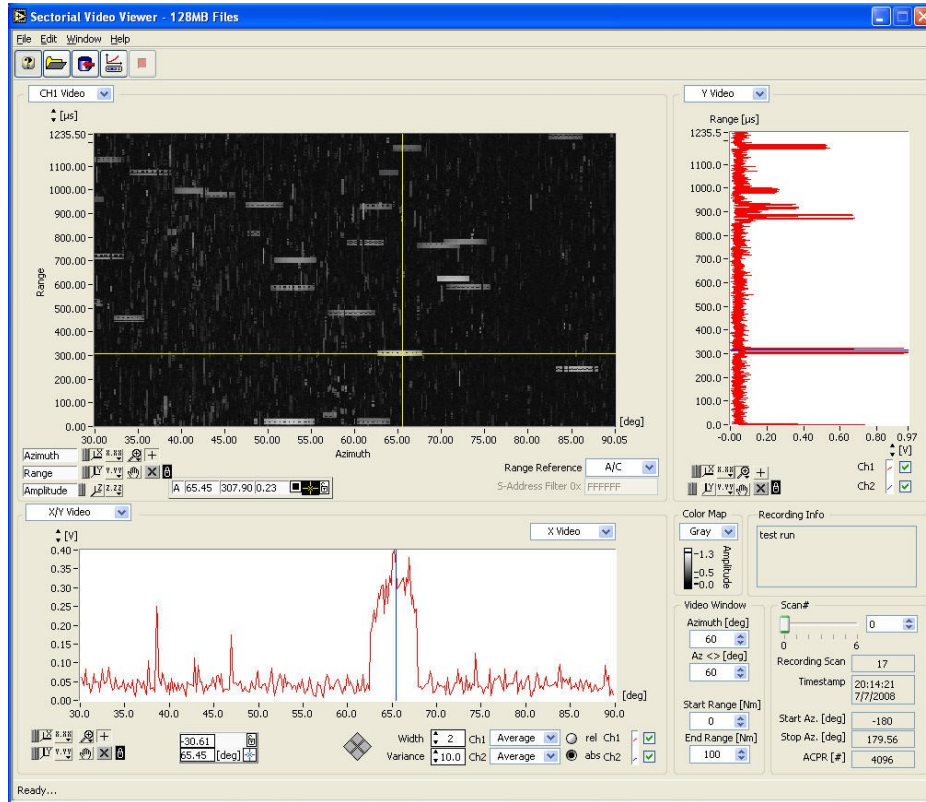 Sectorial Video Viewer - 128MB Files
File Edit Window Help
CH1 Video
[µs]
1235.50
1100.00
1000.00
900.00
800.00
700.00
600.00
500.00
400.00
300.00
200.00
100.00
0.00
Range
30.00 35.00 40.00 45.00 50.00 55.00 60.00 65.00 70.00 75.00 80.00 85.00 90.05
[deg]
Azimuth
Azimuth
Range
Amplitude
A 65.45 307.90 0.23
Range Reference A/C
S-Address Filter 0x FFFFFF
Y Video
Range [µs]
1235.5
1100.0
1000.0
900.0
800.0
700.0
600.0
500.0
400.0
300.0
200.0
100.0
0.0
-0.00 0.20 0.40 0.60 0.80 0.97
[V]
Ch1
Ch2
X/Y Video
[V]
X Video
0.40
0.35
0.30
0.25
0.20
0.15
0.10
0.05
0.00
30.0 35.0 40.0 45.0 50.0 55.0 60.0 65.0 70.0 75.0 80.0 85.0 90.0
[deg]
-30.61
65.45 [deg]
Width 2 Ch1 Average rel Ch1
Variance 10.0 Ch2 Average abs Ch2
Color Map
Gray
1.3
0.5
0.0
Amplitude
Recording Info
test run
Video Window
Azimuth [deg]
60
Az <> [deg]
60
Start Range [Nm]
0
End Range [Nm]
100
Scan#
0
0 6
Recording Scan 17
Timestamp 20:14:21
7/7/2008
Start Az. [deg] -180
Stop Az. [deg] 179.56
ACPR [#] 4096
Ready...